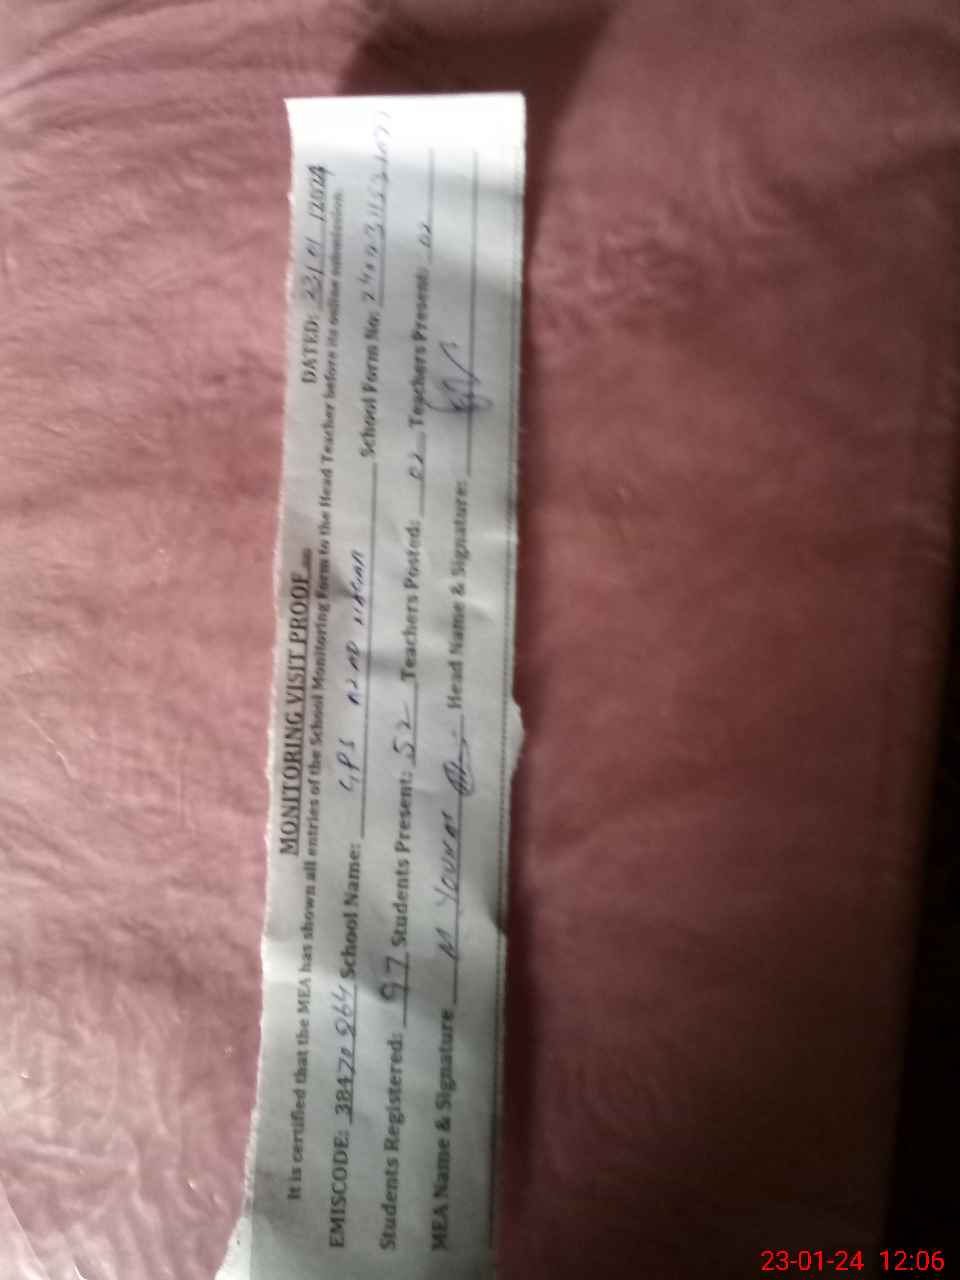 MONITORING VISIT PROOF
DATED: 23/01/2024
It is certified that the MEA has shown all entries of the School Monitoring Form to the Head Teacher before its online submission.
EMISCODE: 38420264 School Name: GPS AZAD NAGAR School Form No:
Students Registered: 97 Students Present: 52 Teachers Posted: 02 Teachers Present: 02
MEA Name & Signature M YOUNAS Head Name & Signature:
23-01-24 12:06